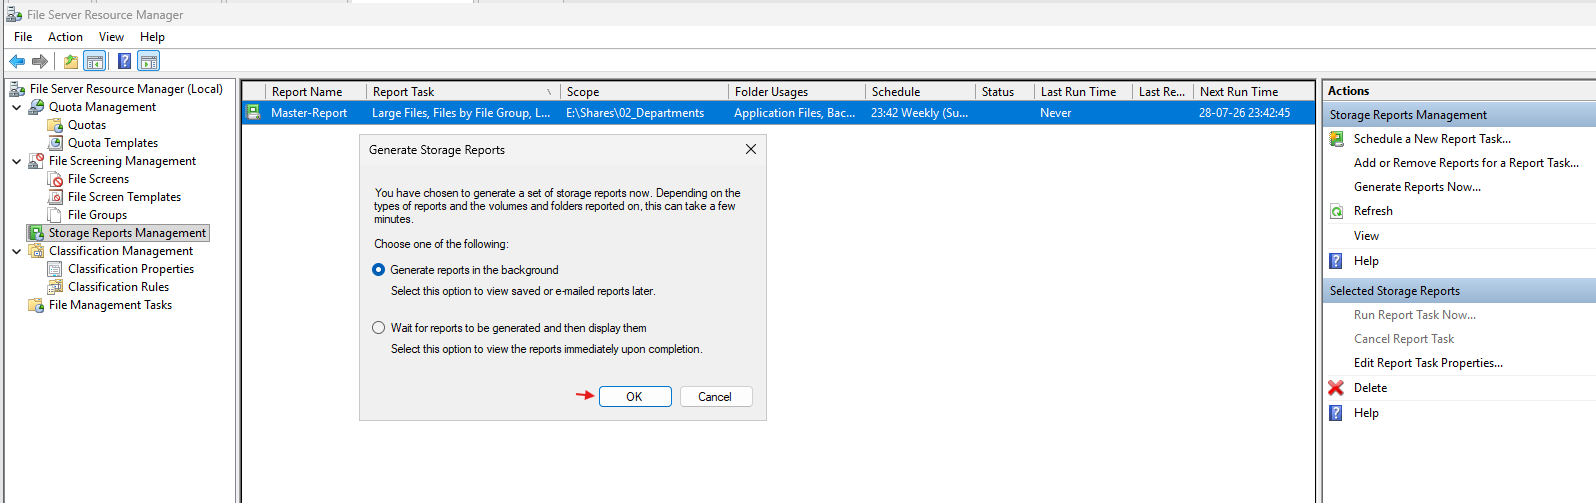 File Server Resource Manager
File Action View Help
File Server Resource Manager (Local)
Quota Management
Quotas
Quota Templates
File Screening Management
File Screens
File Screen Templates
File Groups
Storage Reports Management
Classification Management
Classification Properties
Classification Rules
File Management Tasks
Report Name Report Task Scope Folder Usages Schedule Status Last Run Time Last Re... Next Run Time
Master-Report Large Files, Files by File Group, L... E:\Shares\02_Departments Application Files, Bac... 23:42 Weekly (Su... Never 28-07-26 23:42:45
Generate Storage Reports
You have chosen to generate a set of storage reports now. Depending on the
types of reports and the volumes and folders reported on, this can take a few
minutes.
Choose one of the following:
Generate reports in the background
Select this option to view saved or e-mailed reports later.
Wait for reports to be generated and then display them
Select this option to view the reports immediately upon completion.
OK Cancel
Actions
Storage Reports Management
Schedule a New Report Task...
Add or Remove Reports for a Report Task...
Generate Reports Now...
Refresh
View
Help
Selected Storage Reports
Run Report Task Now...
Cancel Report Task
Edit Report Task Properties...
Delete
Help